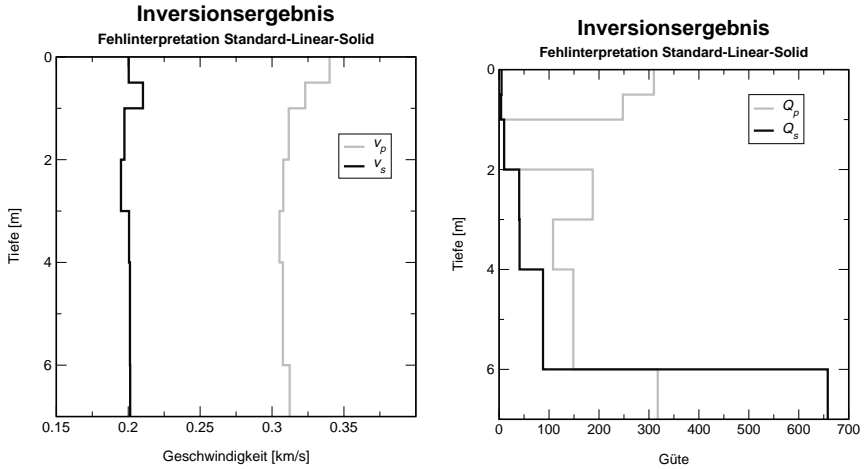 Inversionsergebnis
Fehlinterpretation Standard-Linear-Solid
0
2
4
6
Tiefe [m]
0.15
0.2
0.25
0.3
0.35
Geschwindigkeit [km/s]
v_p
v_s
Inversionsergebnis
Fehlinterpretation Standard-Linear-Solid
0
2
4
6
Tiefe [m]
0
100
200
300
400
500
600
700
Güte
Q_p
Q_s